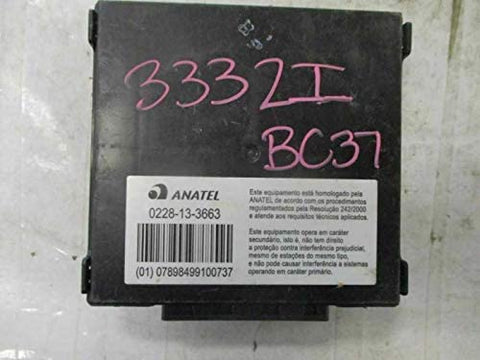 3332I
BC37
ANATEL
0228-13-3663
(01) 07898499100737
Este equipamento está homologado pela
ANATEL de acordo com os procedimentos
regulamentados pela Resolução 242/2000
e atende aos requisitos técnicos aplicados.
Este equipamento opera em caráter
secundário, isto é, não tem direito
a proteção contra interferência prejudicial,
mesmo de estações do mesmo tipo,
e não pode causar interferência a sistemas
operando em caráter primário.